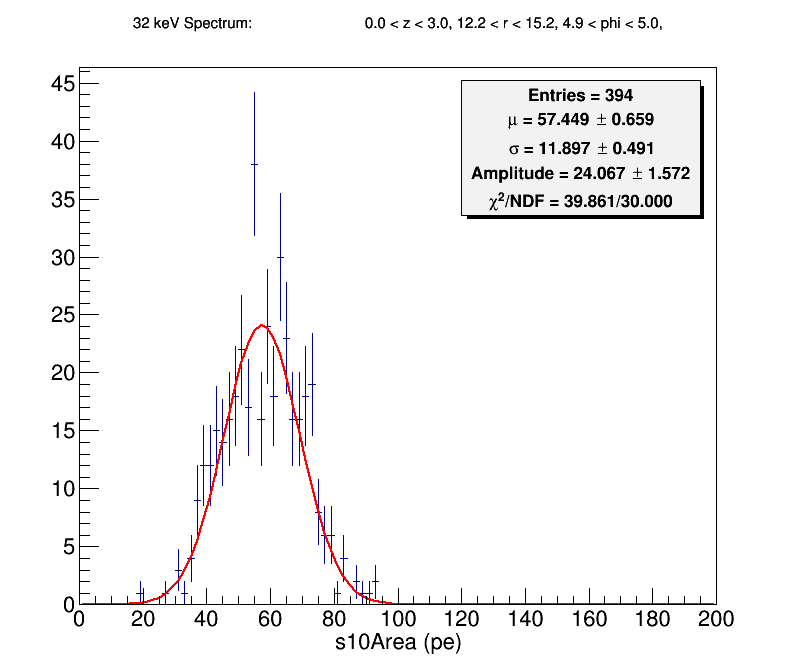 32 keV Spectrum: 0.0 < z < 3.0, 12.2 < r < 15.2, 4.9 < phi < 5.0,
Entries = 394
μ = 57.449 ± 0.659
σ = 11.897 ± 0.491
Amplitude = 24.067 ± 1.572
χ²/NDF = 39.861/30.000
45
40
35
30
25
20
15
10
5
0
0 20 40 60 80 100 120 140 160 180 200
s10Area (pe)